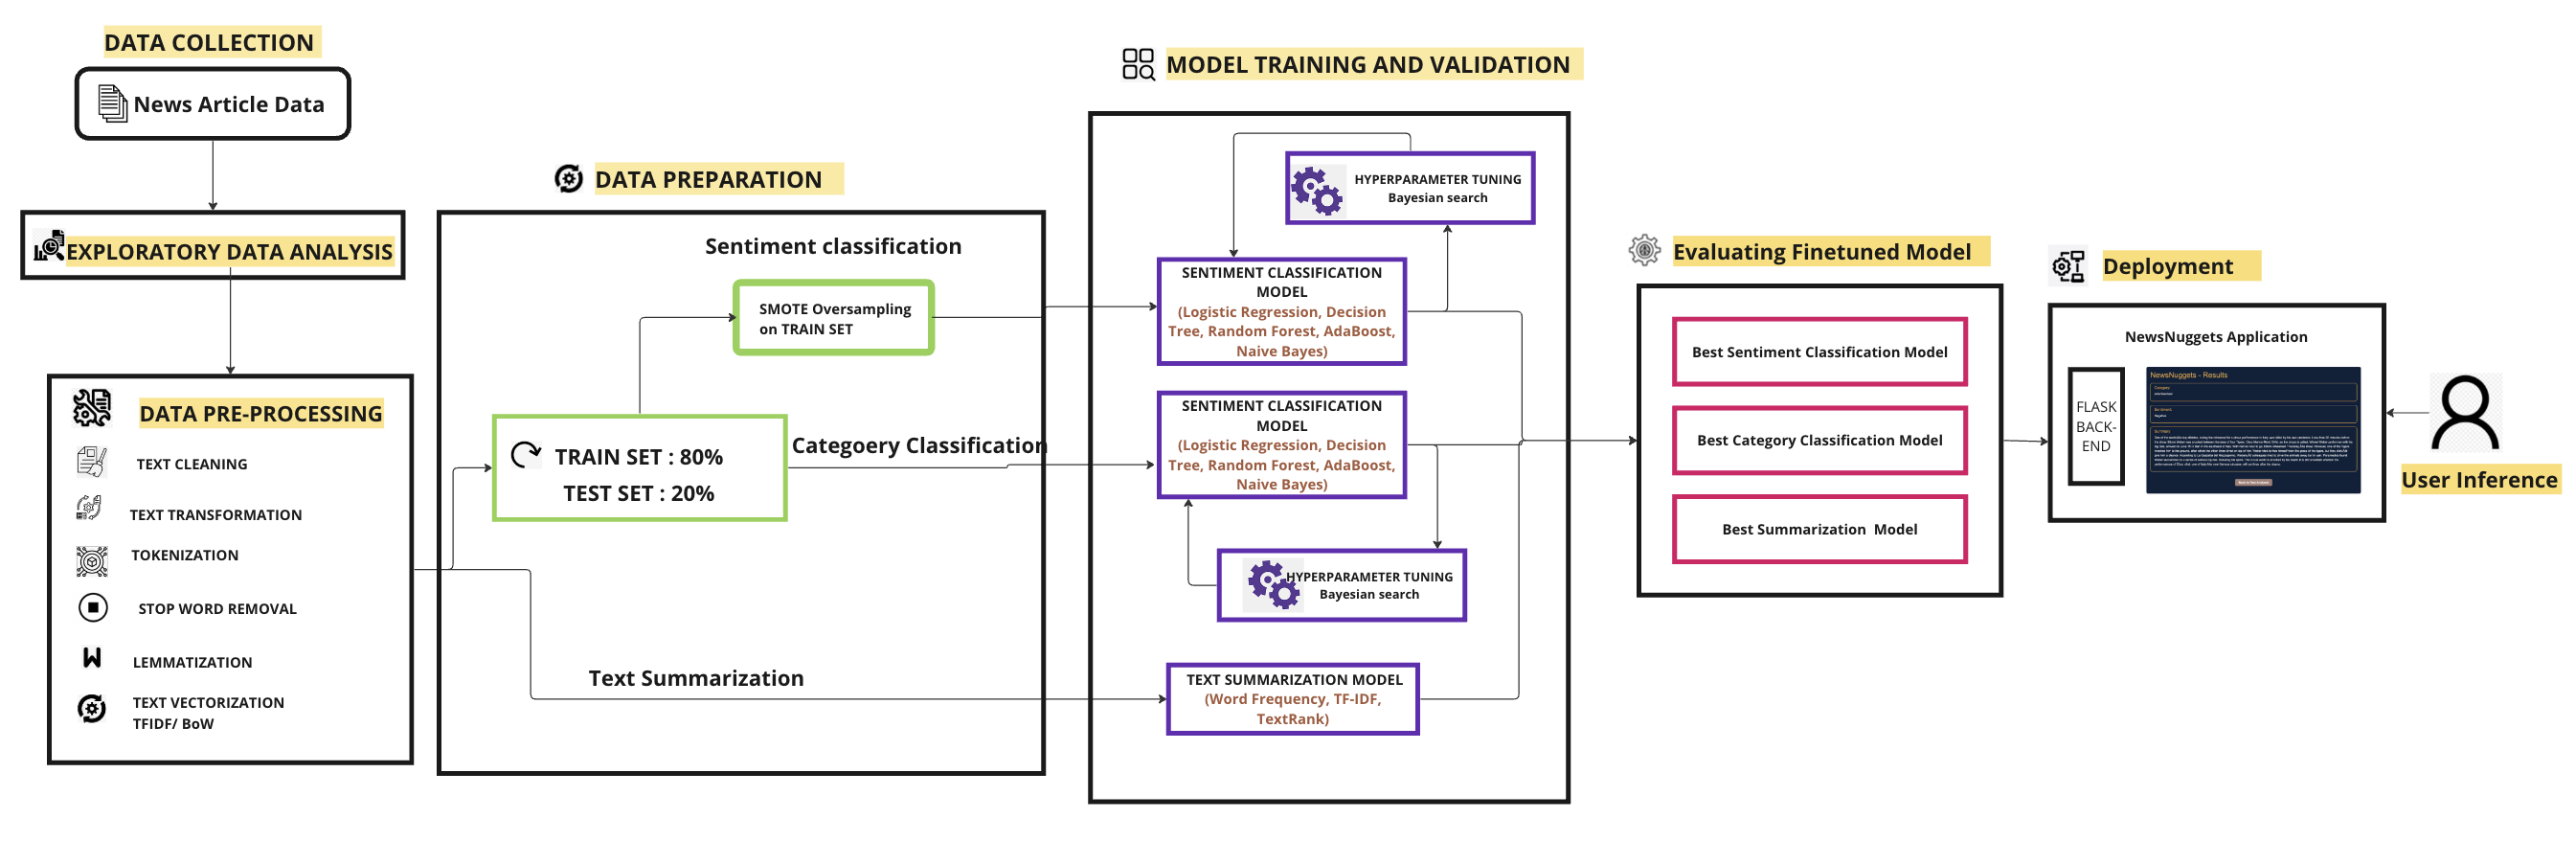 DATA COLLECTION
News Article Data
EXPLORATORY DATA ANALYSIS
DATA PRE-PROCESSING
TEXT CLEANING
TEXT TRANSFORMATION
TOKENIZATION
STOP WORD REMOVAL
LEMMATIZATION
TEXT VECTORIZATION
TFIDF/ BoW
DATA PREPARATION
Sentiment classification
SMOTE Oversampling
on TRAIN SET
TRAIN SET : 80%
TEST SET : 20%
Categoery Classification
Text Summarization
MODEL TRAINING AND VALIDATION
HYPERPARAMETER TUNING
Bayesian search
SENTIMENT CLASSIFICATION
MODEL
(Logistic Regression, Decision
Tree, Random Forest, AdaBoost,
Naive Bayes)
SENTIMENT CLASSIFICATION
MODEL
(Logistic Regression, Decision
Tree, Random Forest, AdaBoost,
Naive Bayes)
HYPERPARAMETER TUNING
Bayesian search
TEXT SUMMARIZATION MODEL
(Word Frequency, TF-IDF,
TextRank)
Evaluating Finetuned Model
Best Sentiment Classification Model
Best Category Classification Model
Best Summarization Model
Deployment
NewsNuggets Application
FLASK
BACK-
END
NewsNuggets - Results
User Inference